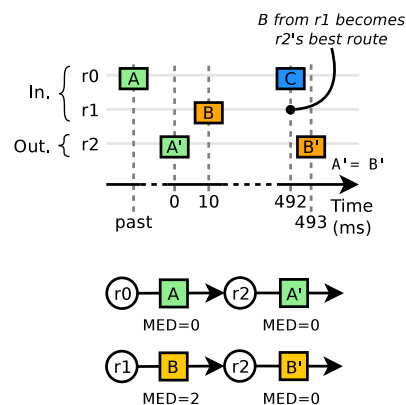 B from r1 becomes
r2's best route
In.
r0
A
C
r1
B
Out.
r2
A'
B'
A'= B'
0
10
492
Time
past
493
(ms)
r0
A
r2
A'
MED=0
MED=0
r1
B
r2
B'
MED=2
MED=0